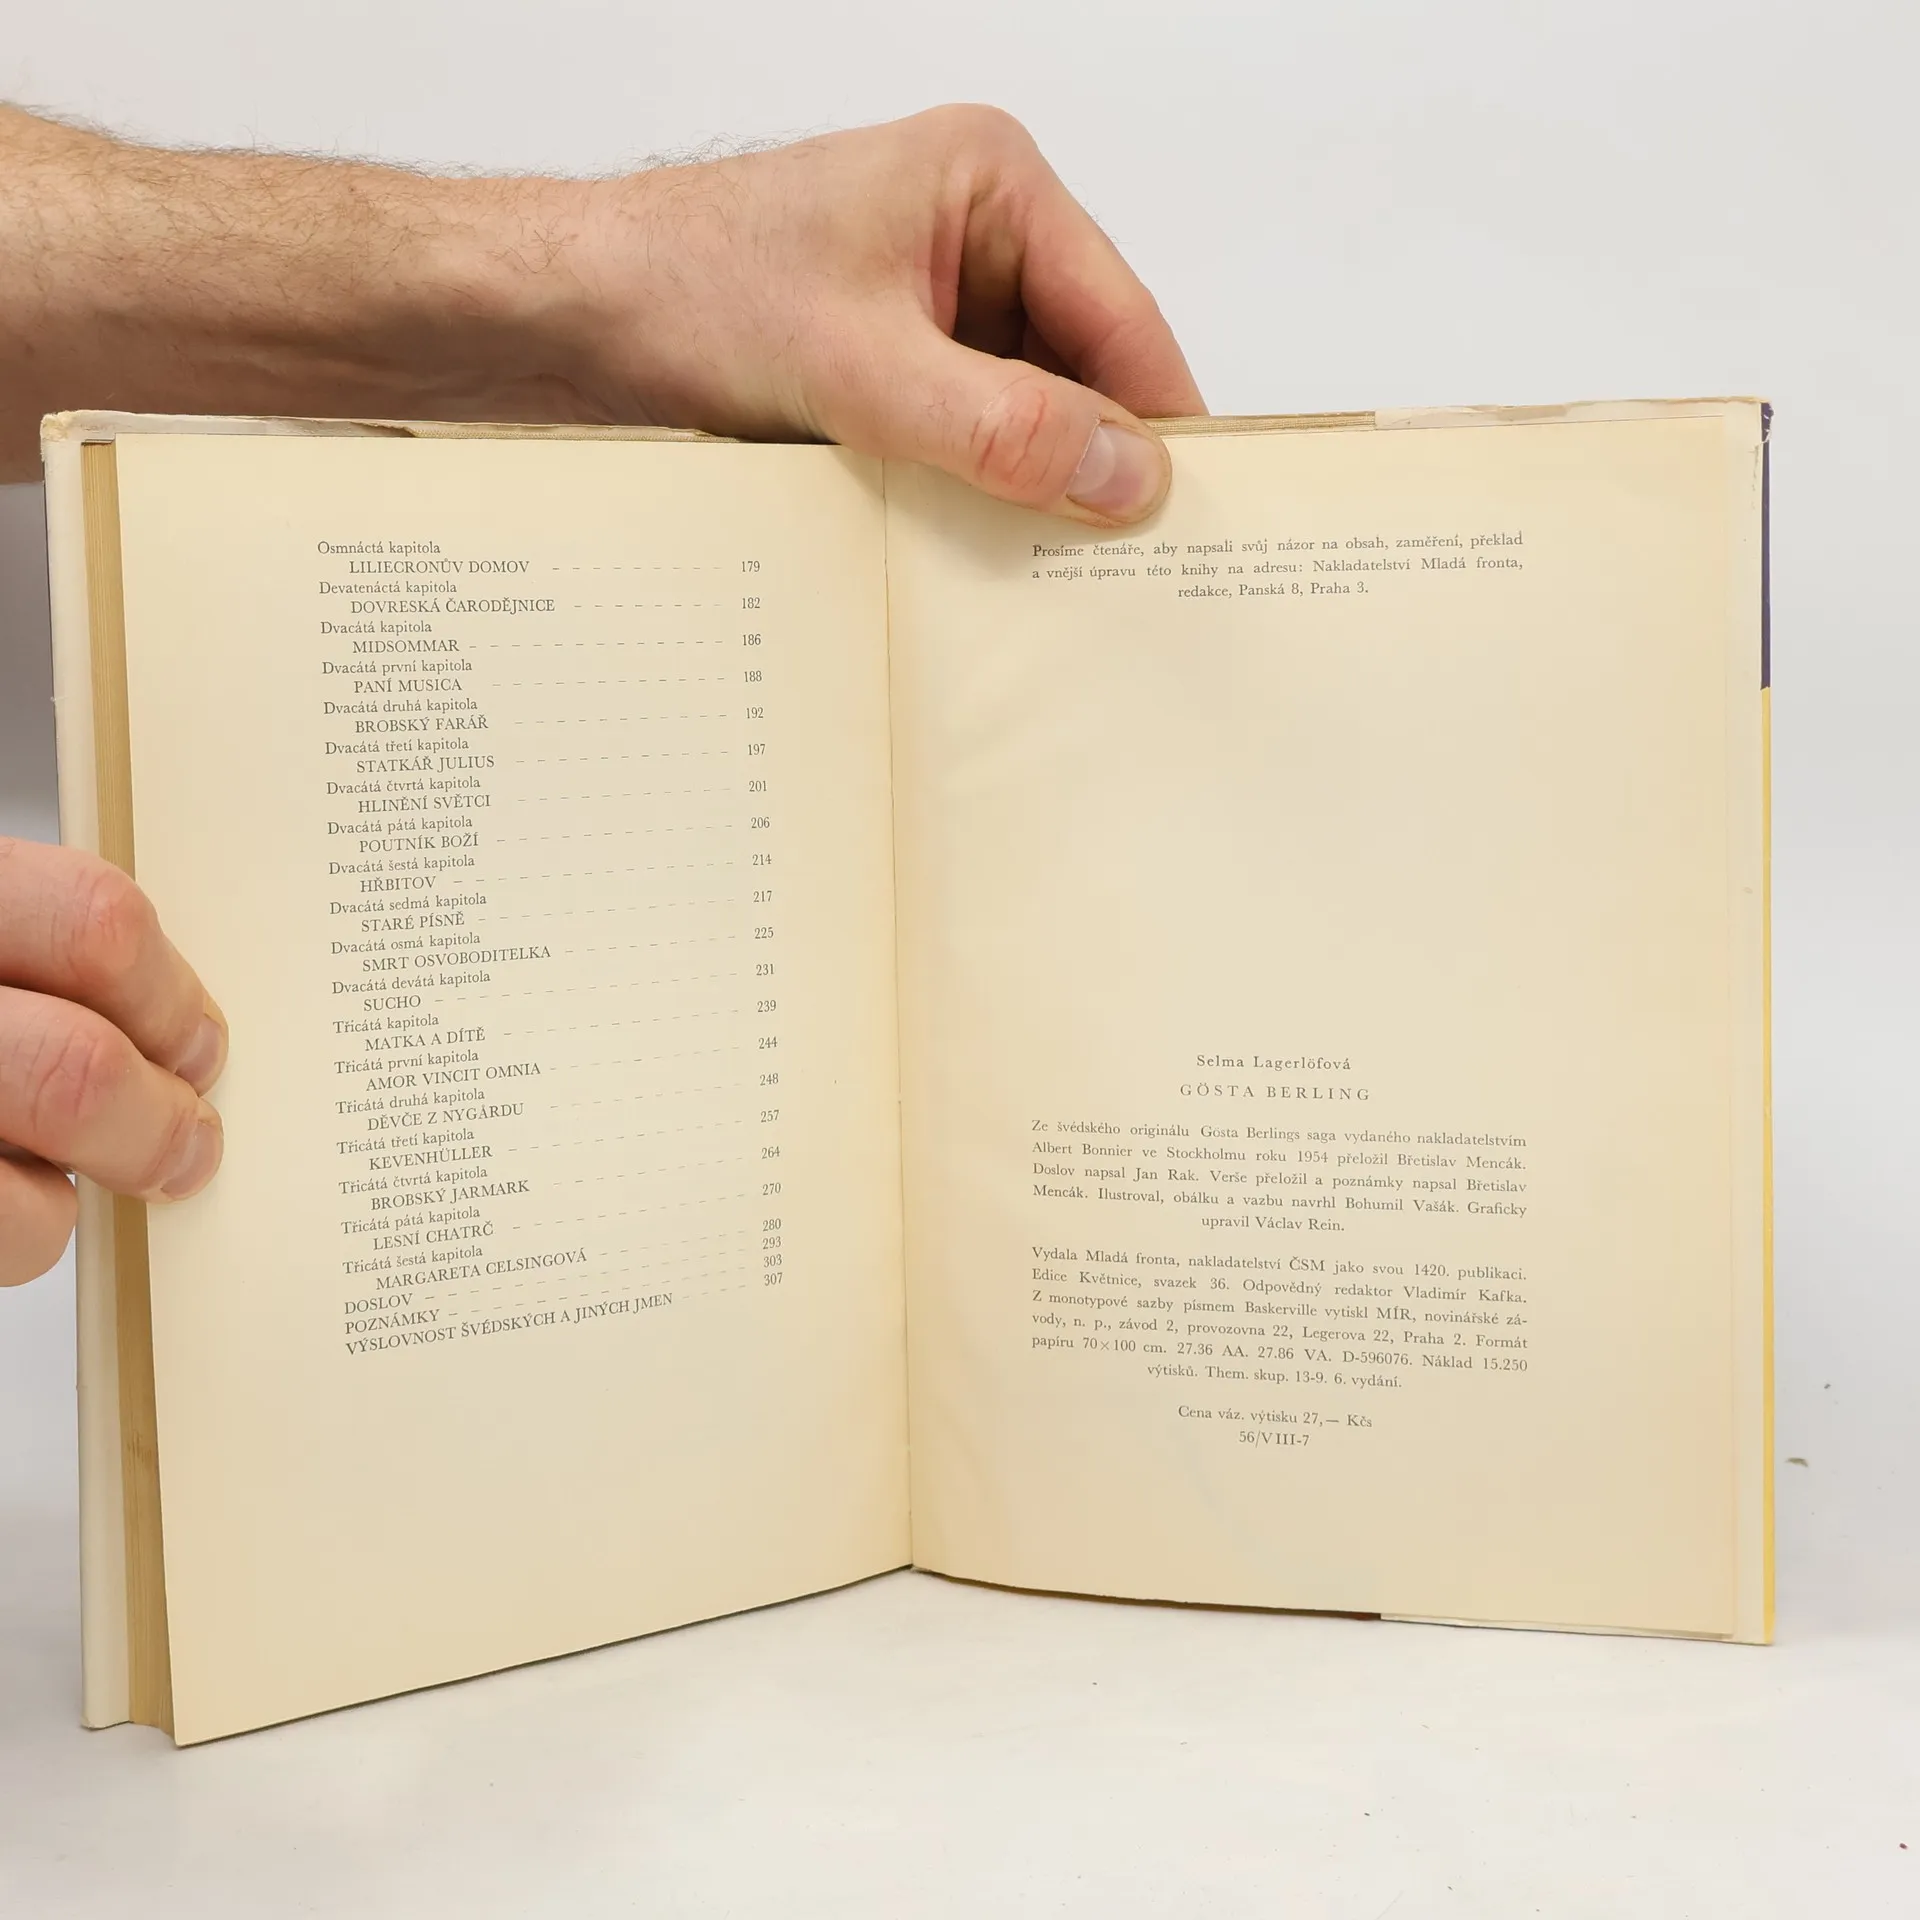 Osmnáctá kapitola
LILIECRONŮV DOMOV – – – – – – – – – 179
Devatenáctá kapitola
DOVRESKÁ ČARODĚJNICE – – – – – – – – 182
Dvacátá kapitola
MIDSOMMAR – – – – – – – – – – – – – 186
Dvacátá první kapitola
PANÍ MUSICA – – – – – – – – – – – – 188
Dvacátá druhá kapitola
BROBSKÝ FARÁŘ – – – – – – – – – – – 192
Dvacátá třetí kapitola
STATKÁŘ JULIUS – – – – – – – – – – – 197
Dvacátá čtvrtá kapitola
HLINĚNÍ SVĚTCI – – – – – – – – – – – 201
Dvacátá pátá kapitola
POUTNÍK BOŽÍ – – – – – – – – – – – – 206
Dvacátá šestá kapitola
HŘBITOV – – – – – – – – – – – – – – 214
Dvacátá sedmá kapitola
STARÉ PÍSNĚ – – – – – – – – – – – – 217
Dvacátá osmá kapitola
SMRT OSVOBODITELKA – – – – – – – – – 225
Dvacátá devátá kapitola
SUCHO – – – – – – – – – – – – – – – 231
Třicátá kapitola
MATKA A DÍTĚ – – – – – – – – – – – – 239
Třicátá první kapitola
AMOR VINCIT OMNIA – – – – – – – – – 244
Třicátá druhá kapitola
DĚVČE Z NYGÅRDU – – – – – – – – – – 248
Třicátá třetí kapitola
KEVENHÜLLER – – – – – – – – – – – – 257
Třicátá čtvrtá kapitola
BROBSKÝ JARMARK – – – – – – – – – – 264
Třicátá pátá kapitola
LESNÍ CHATRČ – – – – – – – – – – – – 270
Třicátá šestá kapitola
MARGARETA CELSINGOVÁ – – – – – – – – 280
DOSLOV – – – – – – – – – – – – – – – 293
POZNÁMKY – – – – – – – – – – – – – – 303
VÝSLOVNOST ŠVÉDSKÝCH A JINÝCH JMEN – – – – 307
Prosíme čtenáře, aby napsali svůj názor na obsah, zaměření, překlad
a vnější úpravu této knihy na adresu: Nakladatelství Mladá fronta,
redakce, Panská 8, Praha 3.
Selma Lagerlöfová
GÖSTA BERLING
Ze švédského originálu Gösta Berlings saga vydaného nakladatelstvím
Albert Bonnier ve Stockholmu roku 1954 přeložil Břetislav Mencák.
Doslov napsal Jan Rak. Verše přeložil a poznámky napsal Břetislav
Mencák. Ilustroval, obálku a vazbu navrhl Bohumil Vašák. Graficky
upravil Václav Rein.
Vydala Mladá fronta, nakladatelství ČSM jako svou 1420. publikaci.
Edice Květnice, svazek 36. Odpovědný redaktor Vladimír Kafka.
Z monotypové sazby písmem Baskerville vytiskl MÍR, novinářské zá-
vody, n. p., závod 2, provozovna 22, Legerova 22, Praha 2. Formát
papíru 70×100 cm. 27.36 AA. 27.86 VA. D-596076. Náklad 15.250
výtisků. Them. skup. 13-9. 6. vydání.
Cena váz. výtisku 27,— Kčs
56/VIII-7